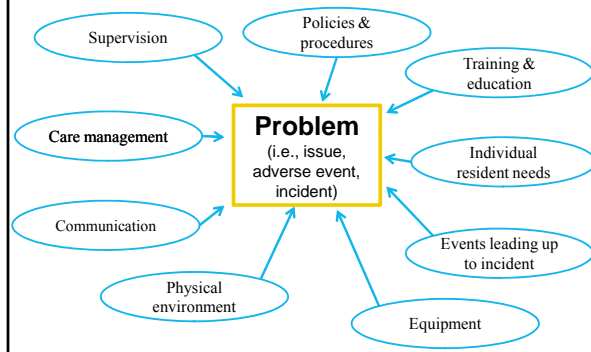 Policies &
procedures
Supervision
Training &
education
Problem
(i.e., issue,
adverse event,
incident)
Care management
Individual
resident needs
Communication
Events leading up
to incident
Physical
environment
Equipment